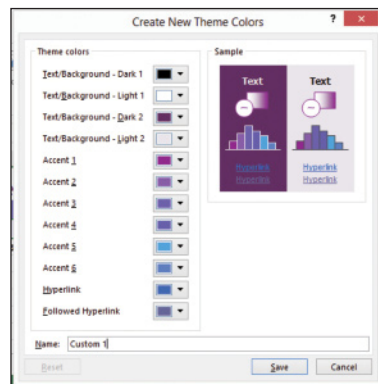 Create New Theme Colors
?
×
Theme colors
Text/Background - Dark 1
Text/Background - Light 1
Text/Background - Dark 2
Text/Background - Light 2
Accent 1
Accent 2
Accent 3
Accent 4
Accent 5
Accent 6
Hyperlink
Followed Hyperlink
Sample
Text Text
Hyperlink Hyperlink
Hyperlink Hyperlink
Name: Custom 1
Reset Save Cancel